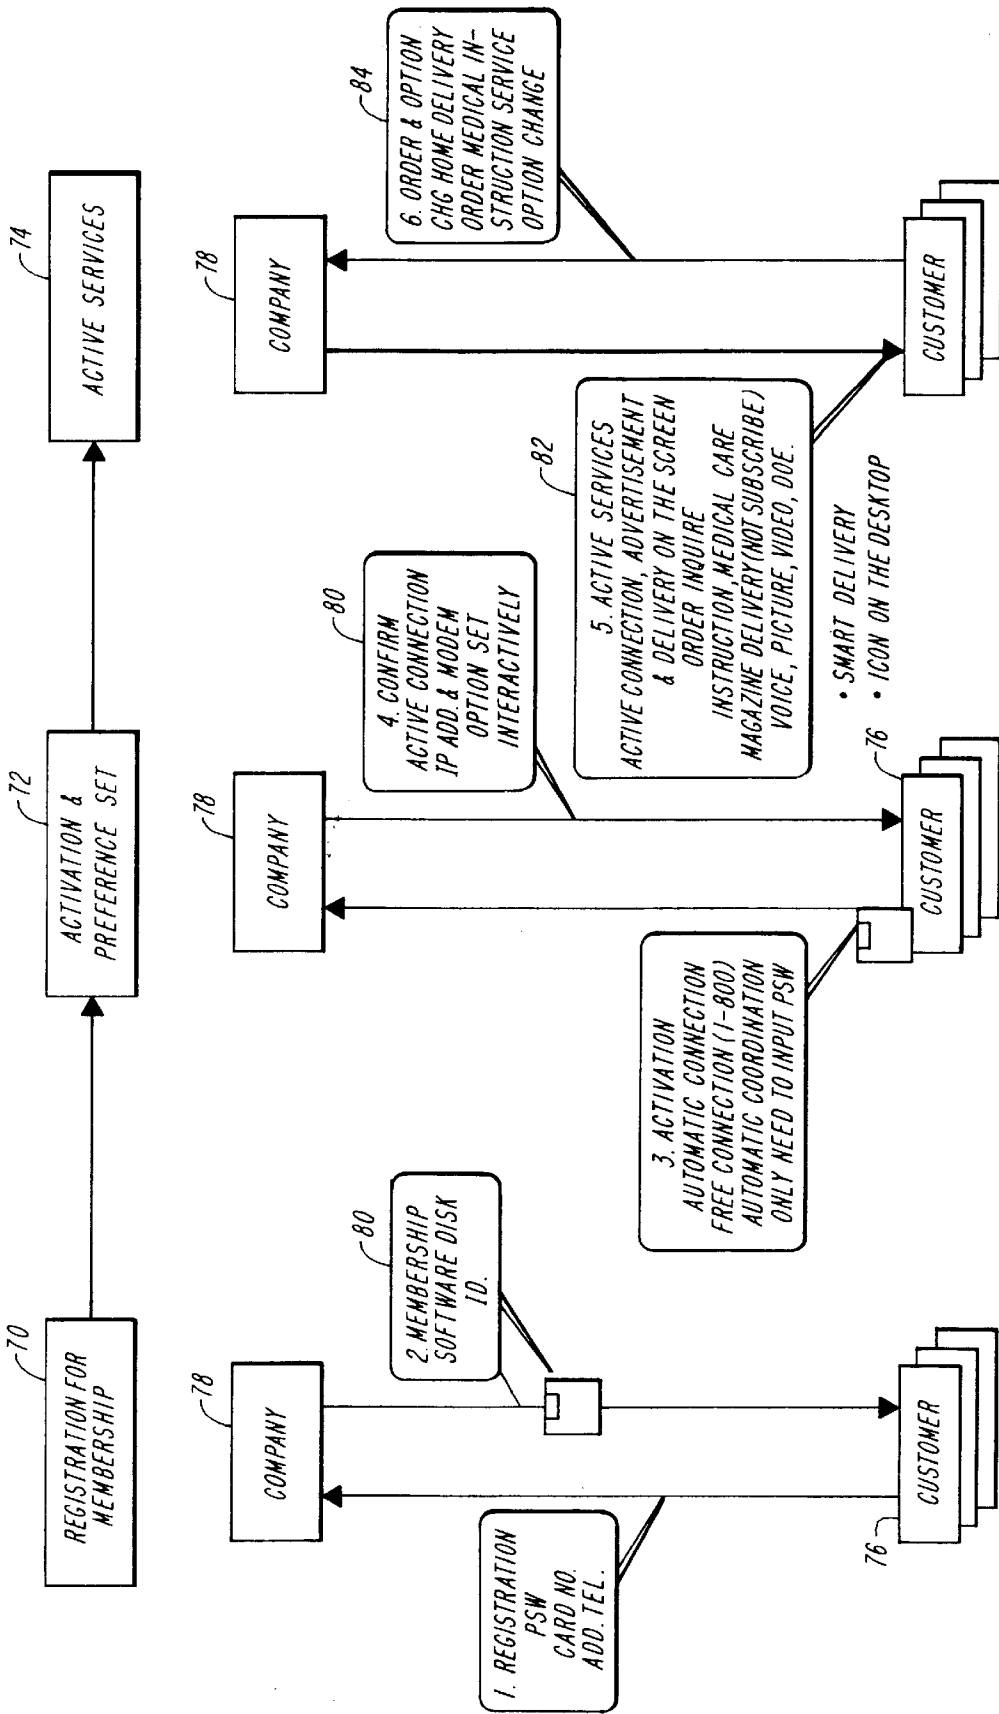 70
REGISTRATION FOR
MEMBERSHIP
72
ACTIVATION &
PREFERENCE SET
74
ACTIVE SERVICES
78
COMPANY
1. REGISTRATION
PSW
CARD NO.
ADD. TEL.
80
2. MEMBERSHIP
SOFTWARE DISK
ID.
76
CUSTOMER
78
COMPANY
3. ACTIVATION
AUTOMATIC CONNECTION
FREE CONNECTION (1-800)
AUTOMATIC COORDINATION
ONLY NEED TO INPUT PSW
80
4. CONFIRM
ACTIVE CONNECTION
IP ADD. & MODEM
OPTION SET
INTERACTIVELY
76
CUSTOMER
78
COMPANY
82
5. ACTIVE SERVICES
ACTIVE CONNECTION, ADVERTISEMENT
& DELIVERY ON THE SCREEN
ORDER INQUIRE
INSTRUCTION, MEDICAL CARE
MAGAZINE DELIVERY (NOT SUBSCRIBE)
VOICE, PICTURE, VIDEO, DOE.
• SMART DELIVERY
• ICON ON THE DESKTOP
84
6. ORDER & OPTION
CHG HOME DELIVERY
ORDER MEDICAL IN-
STRUCTION SERVICE
OPTION CHANGE
CUSTOMER